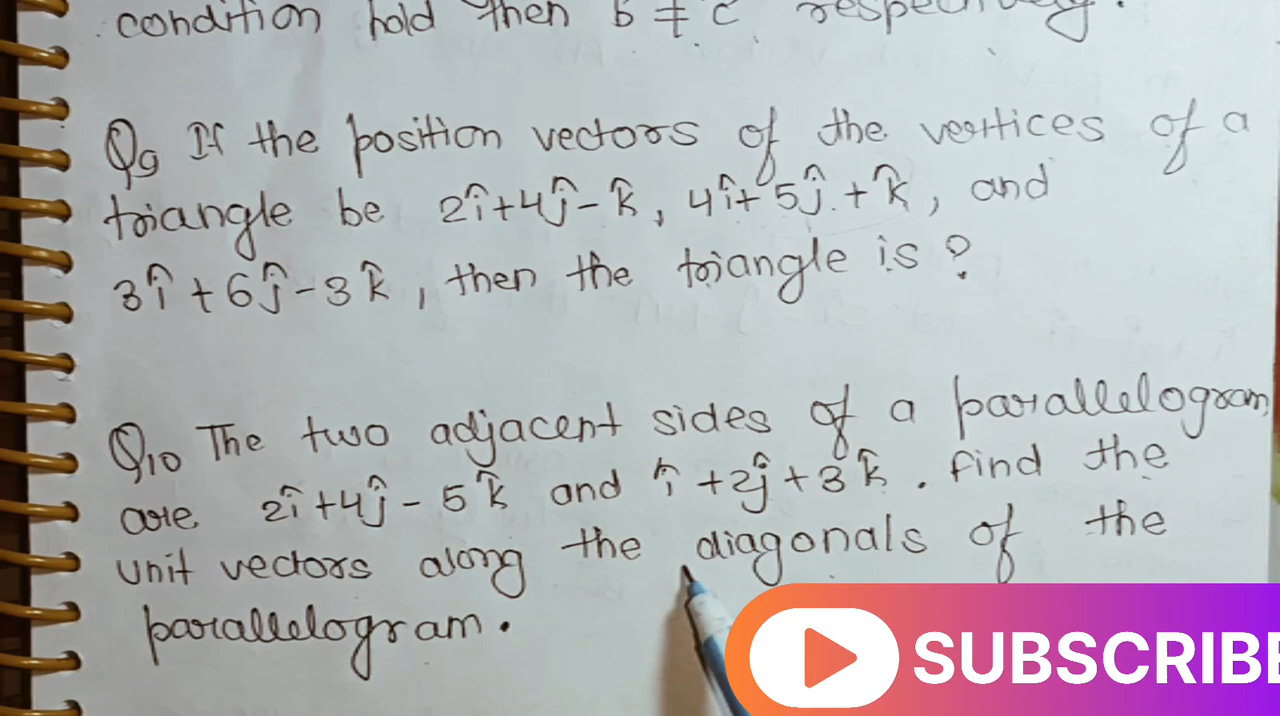 condition hold then b ≠ c respectively.
Q9 If the position vectors of the vertices of a
triangle be 2î+4ĵ-k̂, 4î+5ĵ+k̂, and
3î+6ĵ-3k̂, then the triangle is?
Q10 The two adjacent sides of a parallelogram
are 2î+4ĵ-5k̂ and î+2ĵ+3k̂. find the
unit vectors along the diagonals of the
parallelogram.
SUBSCRIBE